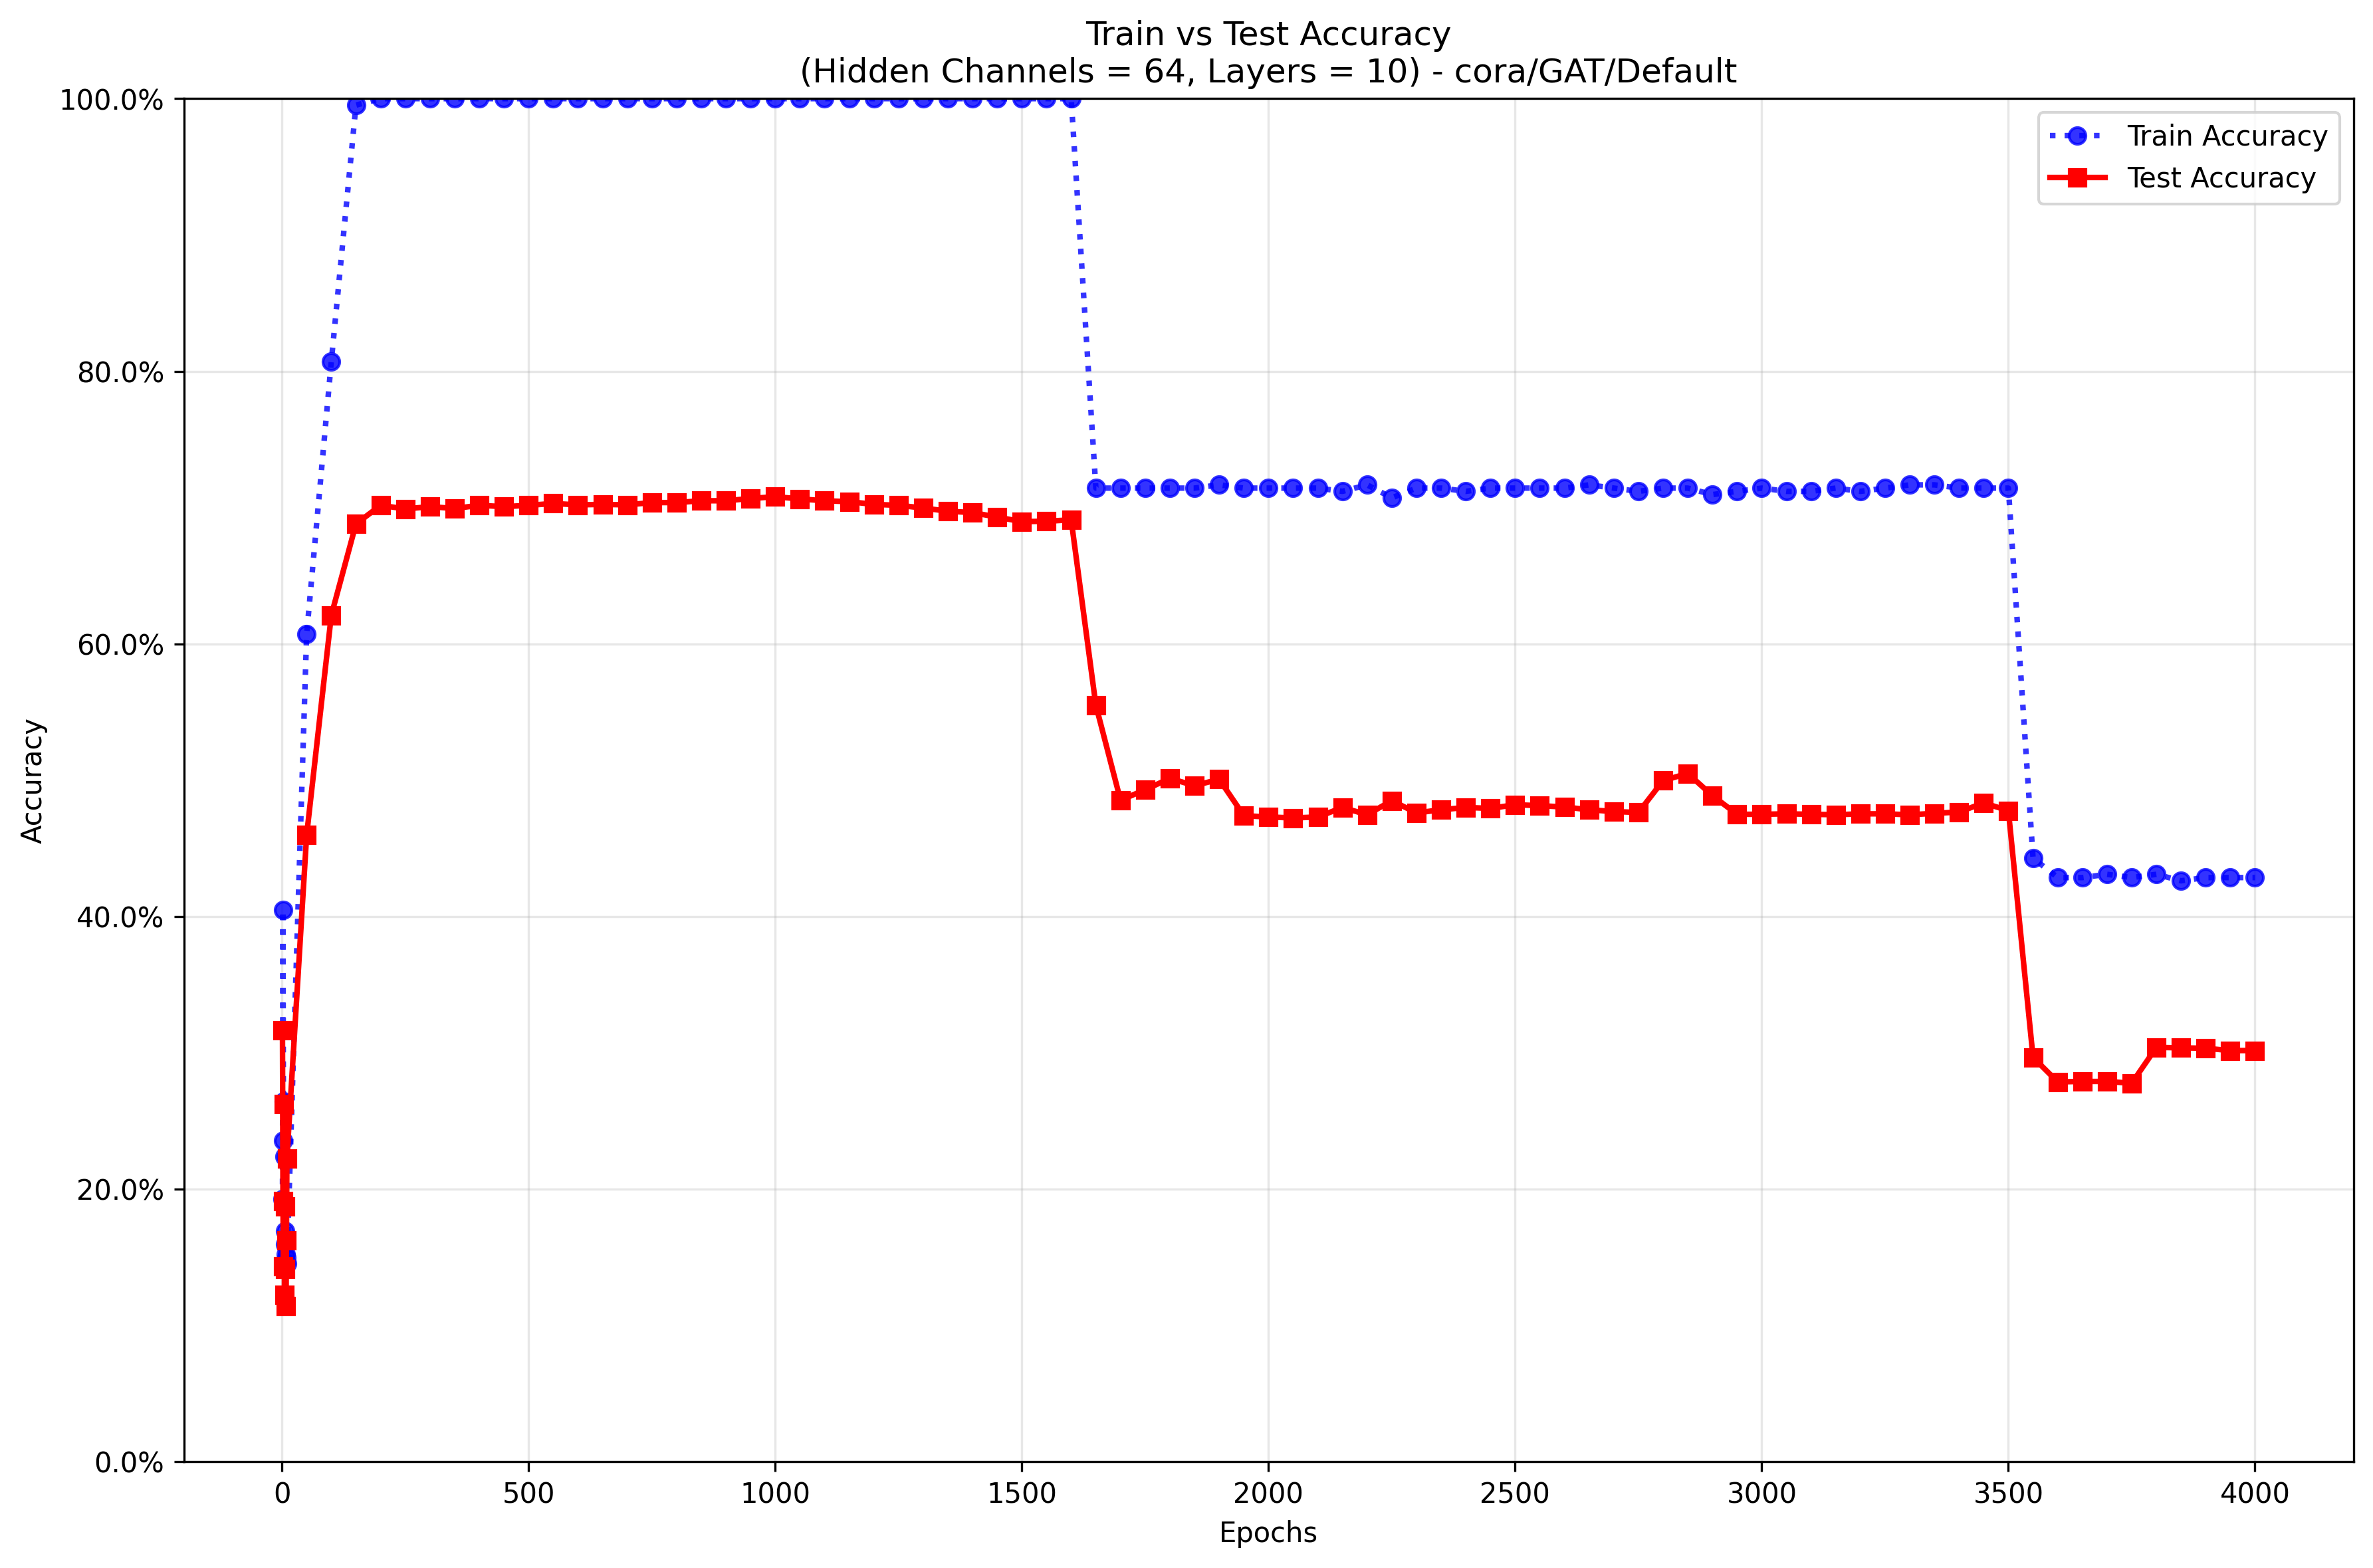 Train vs Test Accuracy
(Hidden Channels = 64, Layers = 10) - cora/GAT/Default
100.0%
80.0%
60.0%
40.0%
20.0%
0.0%
Accuracy
Train Accuracy
Test Accuracy
0
500
1000
1500
2000
2500
3000
3500
4000
Epochs